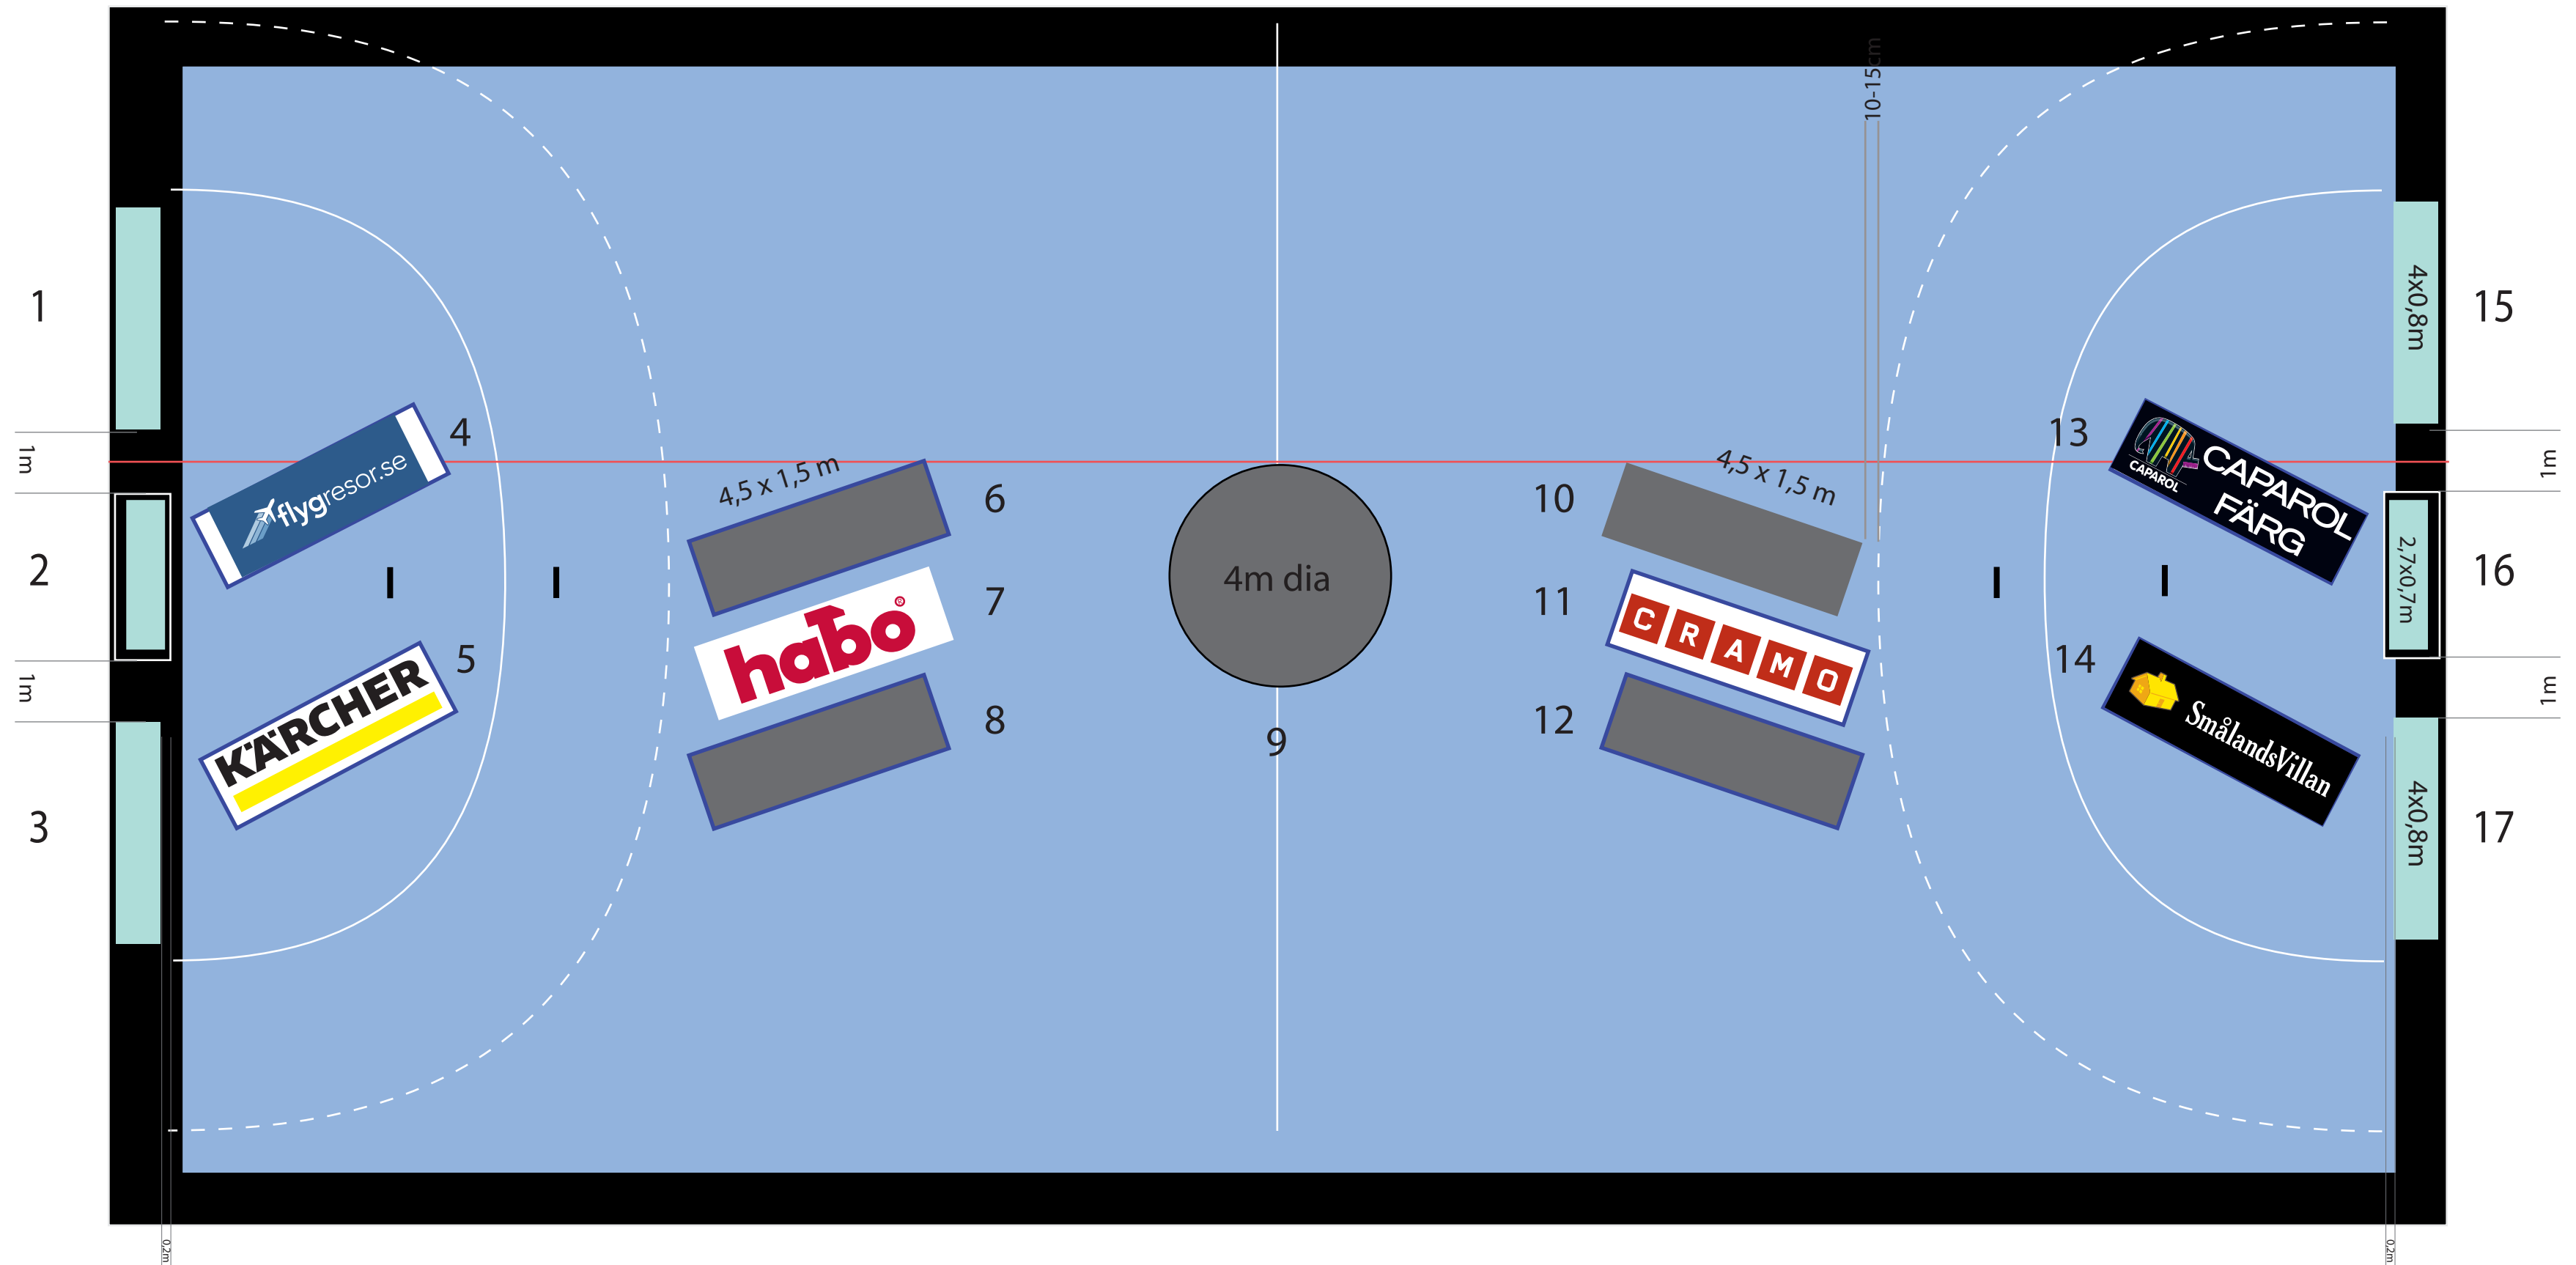 10-15cm
1
4x0,8m
15
4
flygresor.se
13
CAPAROL
CAPAROL
FÄRG
1m
1m
4,5 x 1,5 m
6
10
4,5 x 1,5 m
2
4m dia
2,7x0,7m
16
7
habo
®
11
CRAMO
5
KÄRCHER
14
SmålandsVillan
1m
1m
8
9
12
3
4x0,8m
17
0,2m
0,2m